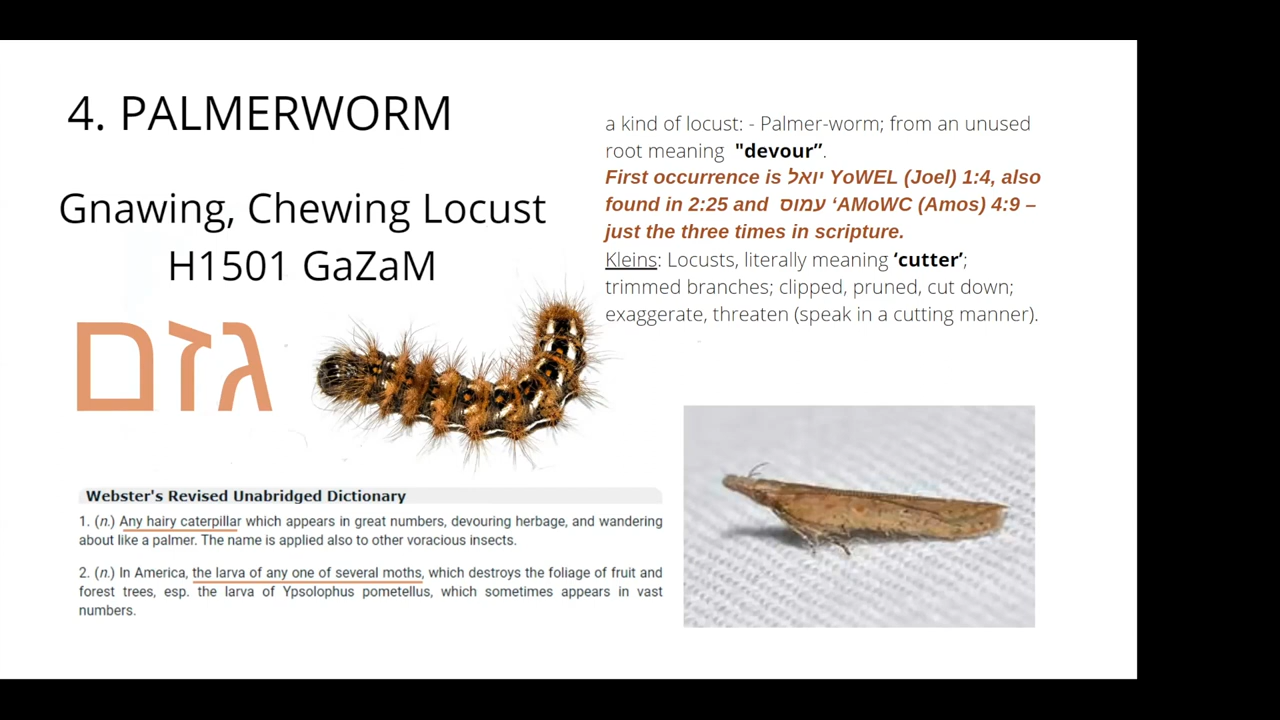 4. PALMERWORM
Gnawing, Chewing Locust
H1501 GaZaM
גזם
a kind of locust: - Palmer-worm; from an unused
root meaning "devour”.
First occurrence is יואל YoWEL (Joel) 1:4, also
found in 2:25 and עמוס ‘AMoWC (Amos) 4:9 –
just the three times in scripture.
Kleins: Locusts, literally meaning ‘cutter’;
trimmed branches; clipped, pruned, cut down;
exaggerate, threaten (speak in a cutting manner).
Webster's Revised Unabridged Dictionary
1. (n.) Any hairy caterpillar which appears in great numbers, devouring herbage, and wandering
about like a palmer. The name is applied also to other voracious insects.
2. (n.) In America, the larva of any one of several moths, which destroys the foliage of fruit and
forest trees, esp. the larva of Ypsolophus pometellus, which sometimes appears in vast
numbers.